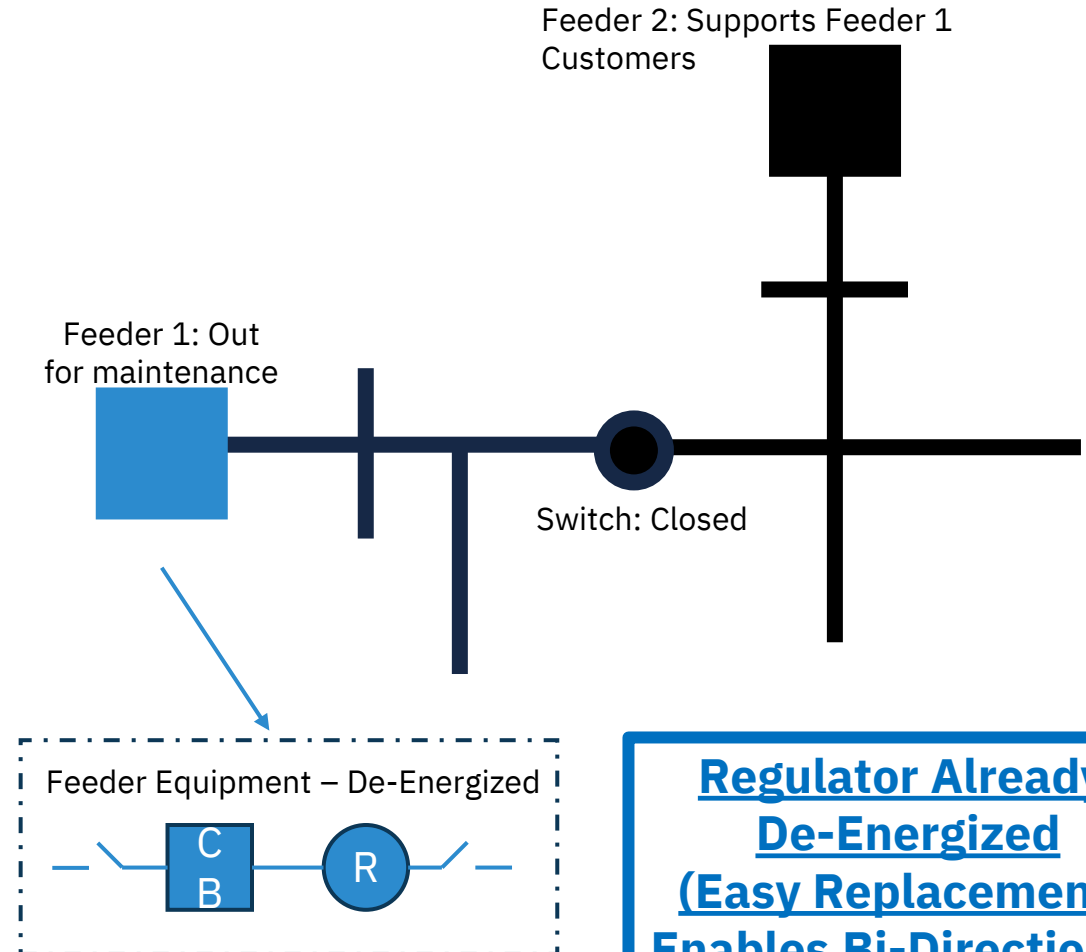 Feeder 2: Supports Feeder 1
Customers
Feeder 1: Out
for maintenance
Switch: Closed
Feeder Equipment – De-Energized
C
B
R
Regulator Already
De-Energized
(Easy Replacement
Enables